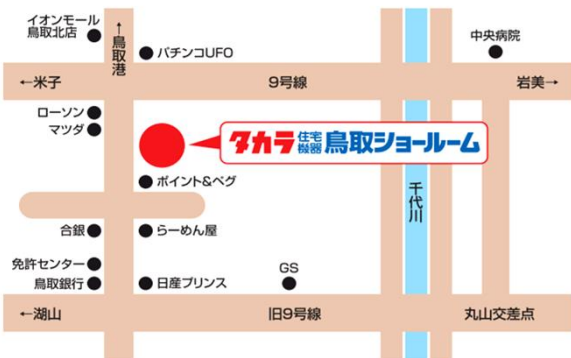 イオンモール
鳥取北店
←鳥取港
パチンコUFO
中央病院
←米子
9号線
岩美→
ローソン
マツダ
タカラ住宅機器鳥取ショールーム
ポイント&ペグ
千代川
合銀
らーめん屋
免許センター
鳥取銀行
日産プリンス
GS
←湖山
旧9号線
丸山交差点